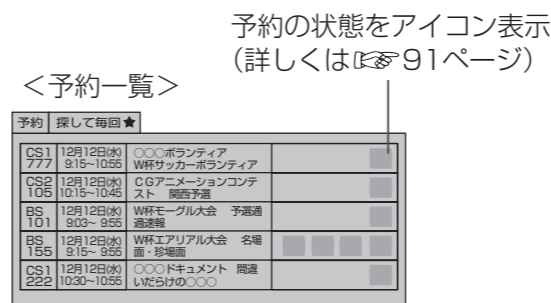 予約の状態をアイコン表示
(詳しくは☞91ページ)
<予約一覧>
予約 探して毎回★
CS1 12月12日(水) ○○○ボランティア
777 9:15~10:55 W杯サッカーボランティア
CS2 12月12日(水) CGアニメーションコンテ
105 10:15~10:45 スト 関西予選
BS 12月12日(水) W杯モーグル大会 予選通
101 9:03~ 9:55 過速報
BS 12月12日(水) W杯エアリアル大会 名場
155 9:15~ 9:55 面・珍場面
CS1 12月12日(水) ○○○ドキュメント 間違
222 10:30~10:55 いだらけの○○○